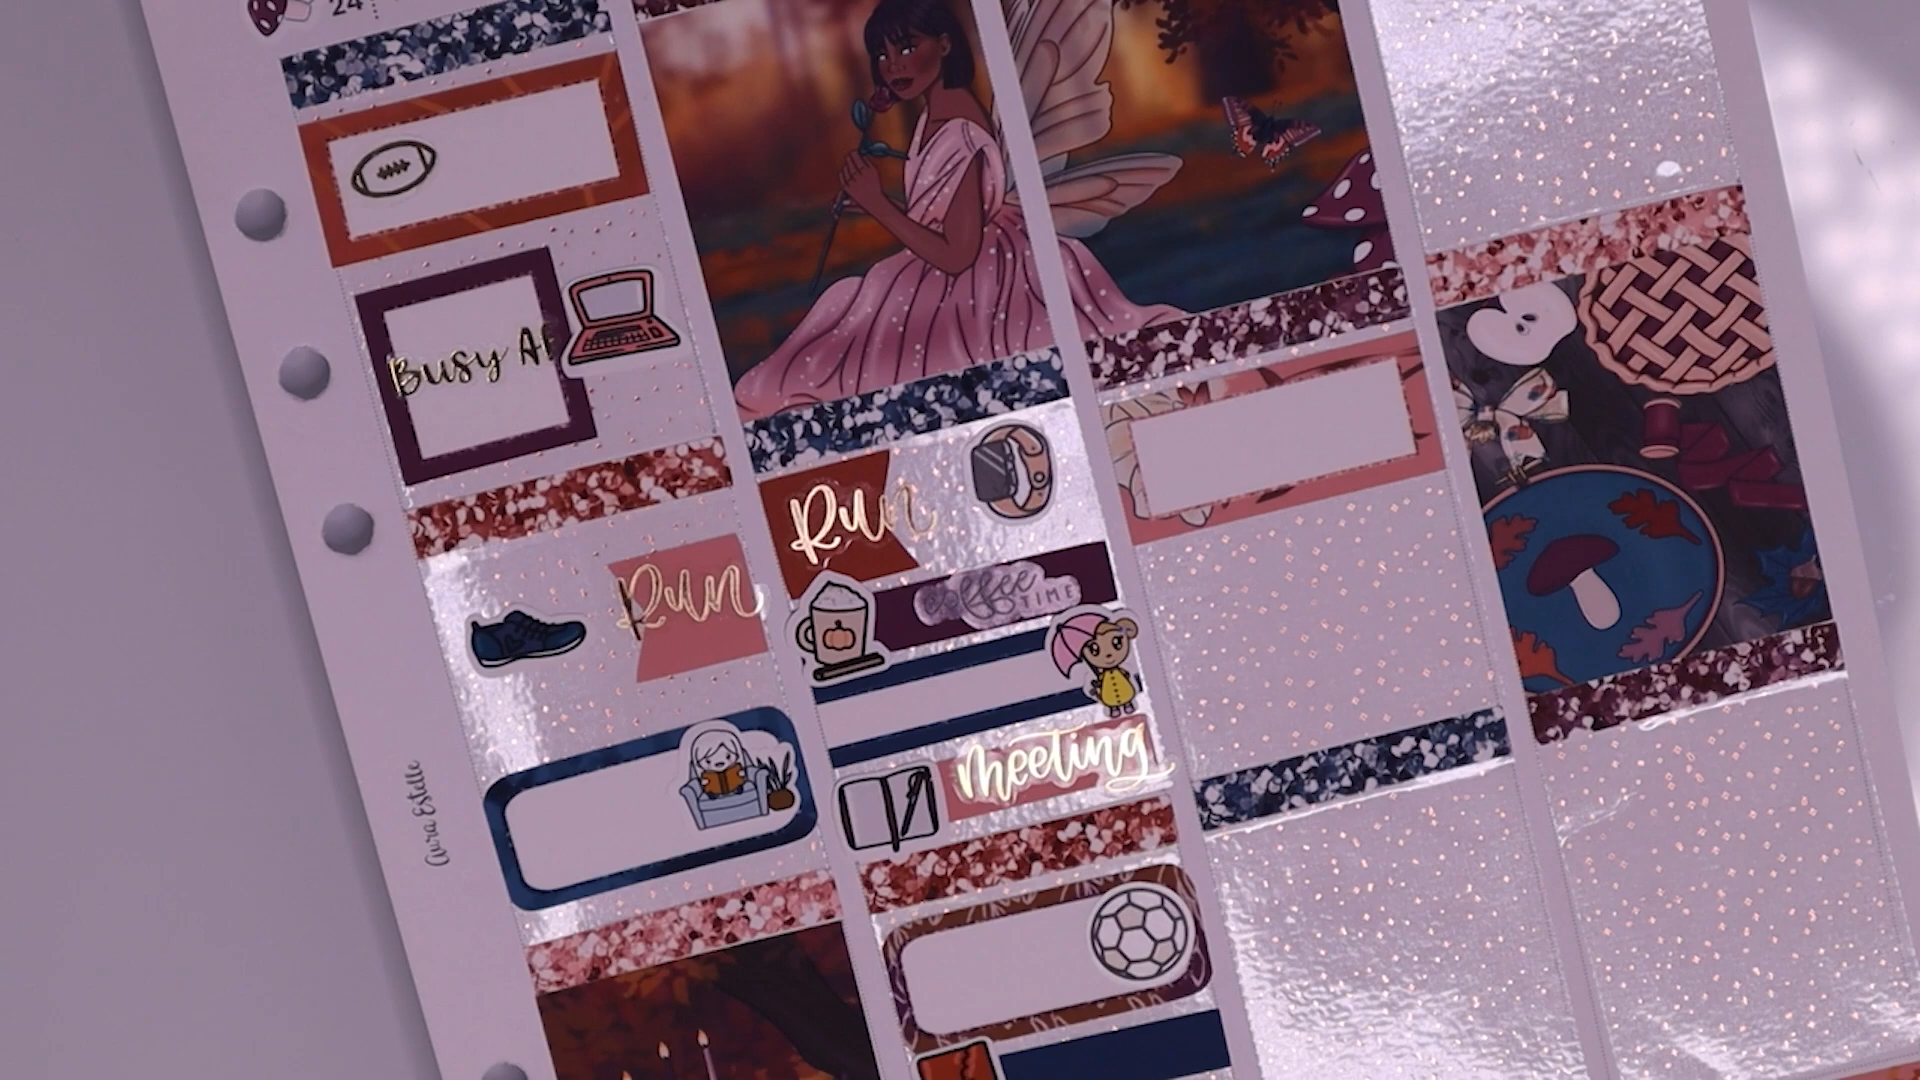 24
Busy AF
Run
Run
Coffee
TIME
meeting
Aura Estelle